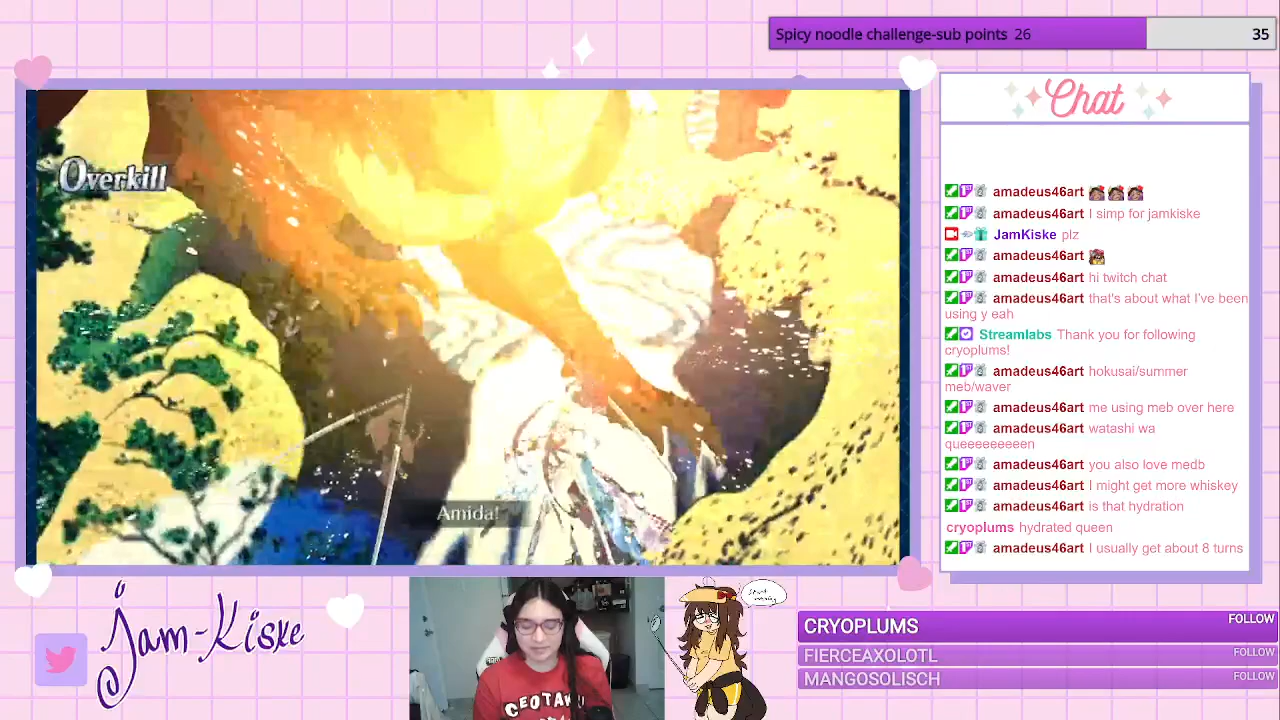 Spicy noodle challenge-sub points 26
35
Chat
Overkill
Amida!
amadeus46art
amadeus46art I simp for jamkiske
JamKiske plz
amadeus46art
amadeus46art hi twitch chat
amadeus46art that's about what I've been
using y eah
Streamlabs Thank you for following
cryoplums!
amadeus46art hokusai/summer
meb/waver
amadeus46art me using meb over here
amadeus46art watashi wa
queeeeeeeeen
amadeus46art you also love medb
amadeus46art I might get more whiskey
amadeus46art is that hydration
cryoplums hydrated queen
amadeus46art I usually get about 8 turns
Jam-Kiske
CRYOPLUMS FOLLOW
FIERCEAXOLOTL FOLLOW
MANGOSOLISCH FOLLOW